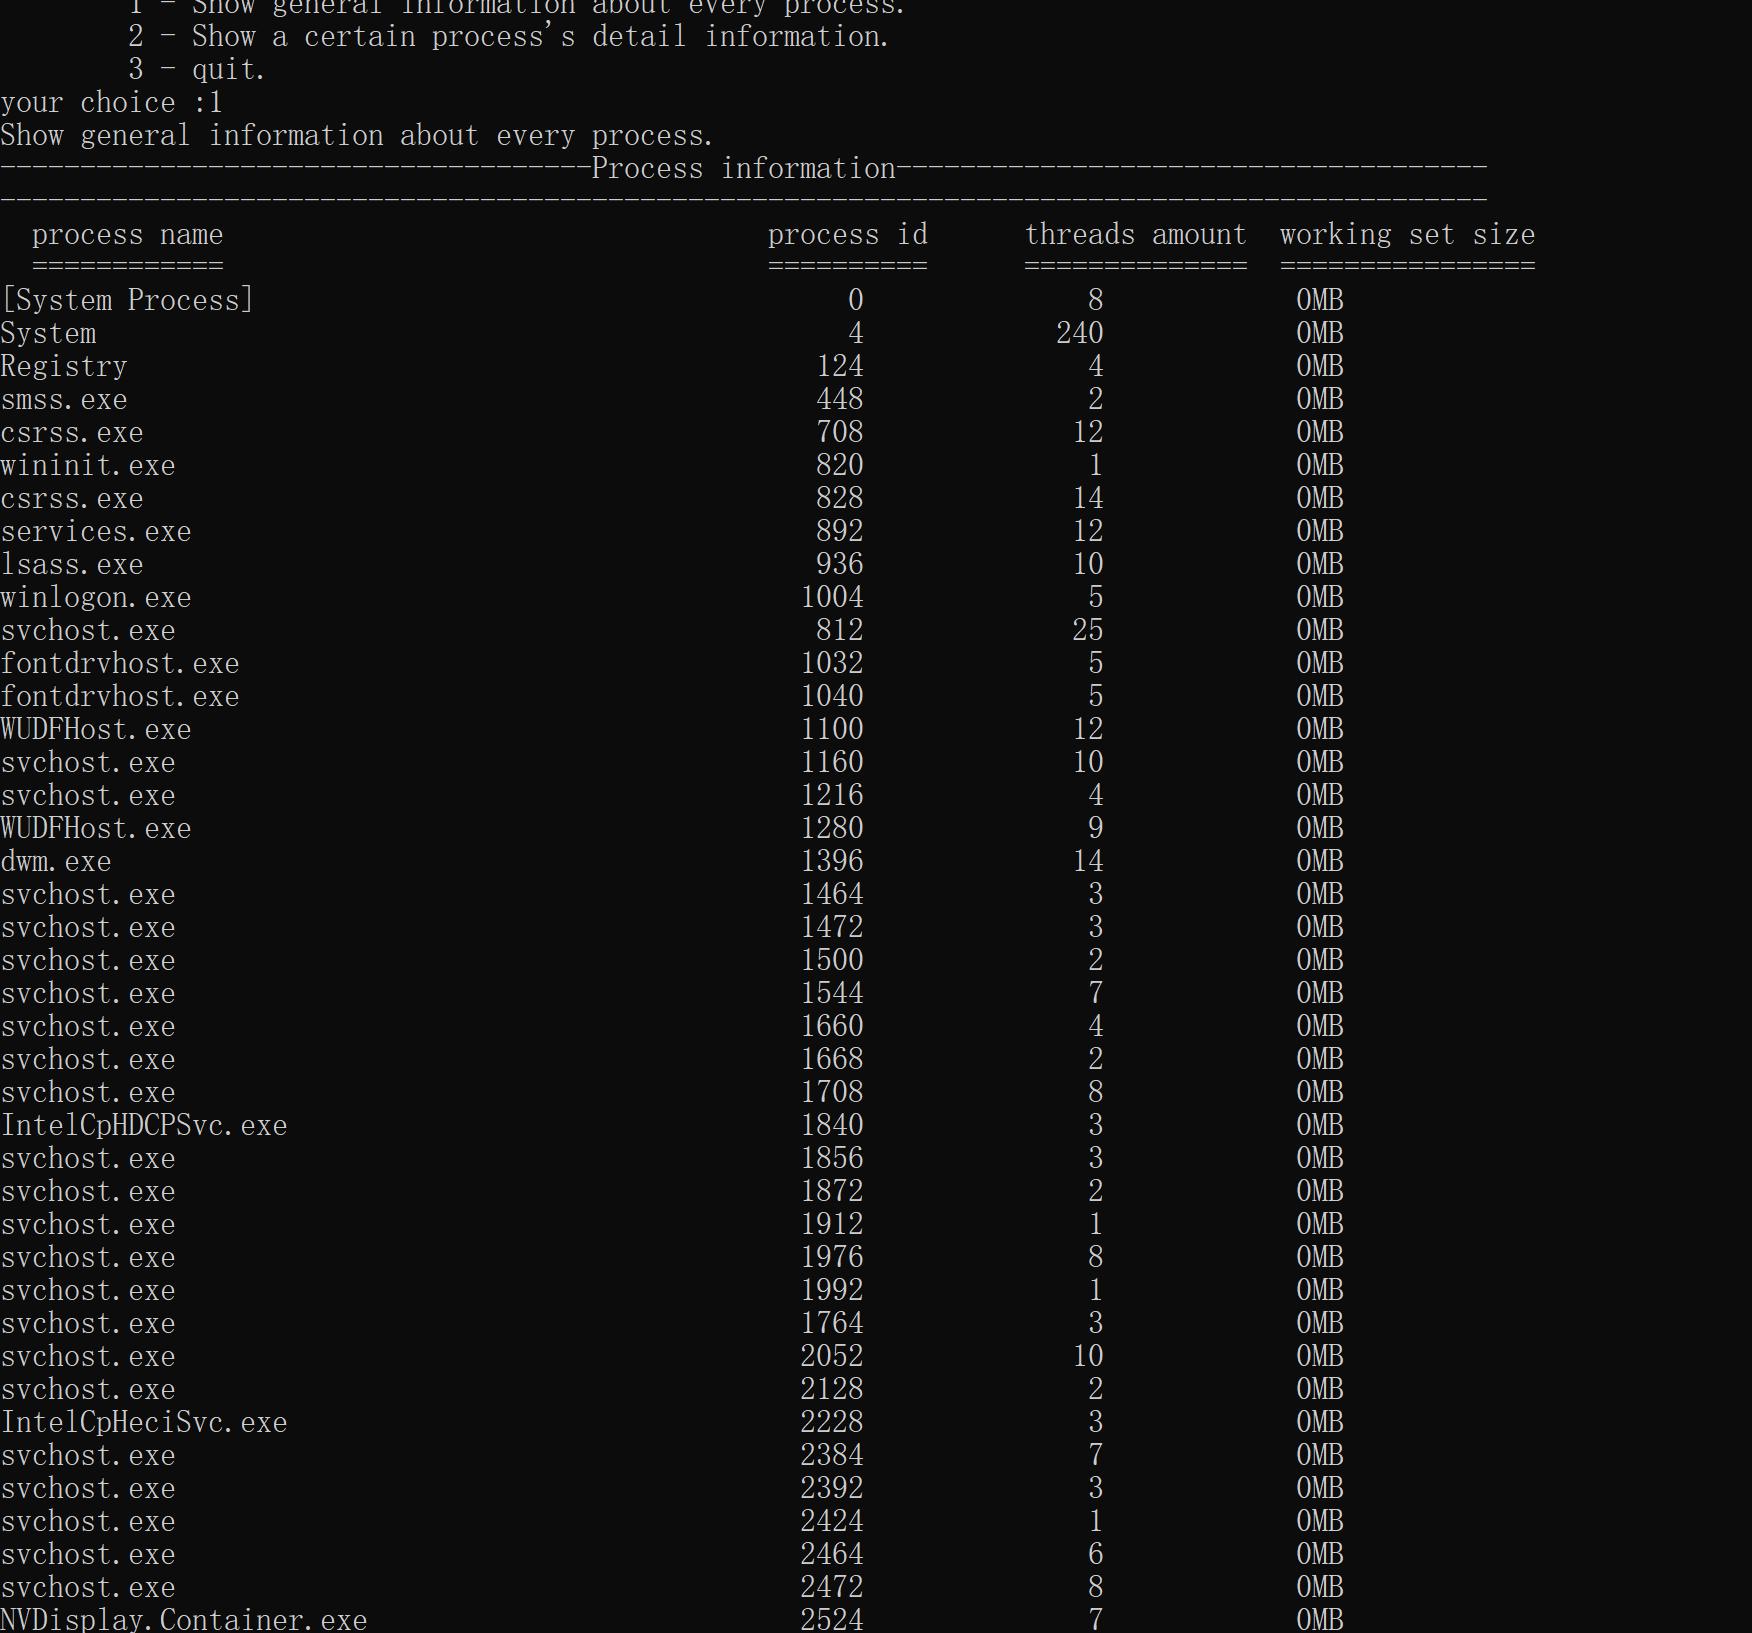 1 - Show general information about every process.
2 - Show a certain process's detail information.
3 - quit.
your choice :1
Show general information about every process.
-------------------------------------Process information-------------------------------------
---------------------------------------------------------------------------------------------
process name process id threads amount working set size
============ ========== ============== ================
[System Process] 0 8 0MB
System 4 240 0MB
Registry 124 4 0MB
smss.exe 448 2 0MB
csrss.exe 708 12 0MB
wininit.exe 820 1 0MB
csrss.exe 828 14 0MB
services.exe 892 12 0MB
lsass.exe 936 10 0MB
winlogon.exe 1004 5 0MB
svchost.exe 812 25 0MB
fontdrvhost.exe 1032 5 0MB
fontdrvhost.exe 1040 5 0MB
WUDFHost.exe 1100 12 0MB
svchost.exe 1160 10 0MB
svchost.exe 1216 4 0MB
WUDFHost.exe 1280 9 0MB
dwm.exe 1396 14 0MB
svchost.exe 1464 3 0MB
svchost.exe 1472 3 0MB
svchost.exe 1500 2 0MB
svchost.exe 1544 7 0MB
svchost.exe 1660 4 0MB
svchost.exe 1668 2 0MB
svchost.exe 1708 8 0MB
IntelCpHDCPSvc.exe 1840 3 0MB
svchost.exe 1856 3 0MB
svchost.exe 1872 2 0MB
svchost.exe 1912 1 0MB
svchost.exe 1976 8 0MB
svchost.exe 1992 1 0MB
svchost.exe 1764 3 0MB
svchost.exe 2052 10 0MB
svchost.exe 2128 2 0MB
IntelCpHeciSvc.exe 2228 3 0MB
svchost.exe 2384 7 0MB
svchost.exe 2392 3 0MB
svchost.exe 2424 1 0MB
svchost.exe 2464 6 0MB
svchost.exe 2472 8 0MB
NVDisplay.Container.exe 2524 7 0MB